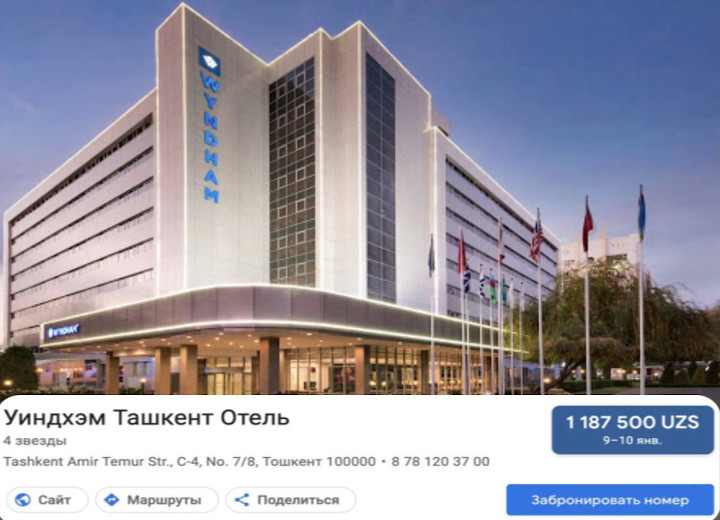 WYNDHAM
WYNDHAM
Уиндхэм Ташкент Отель
1 187 500 UZS
4 звезды
9–10 янв.
Tashkent Amir Temur Str., C-4, No. 7/8, Тошкент 100000 • 8 78 120 37 00
Сайт
Маршруты
Поделиться
Забронировать номер